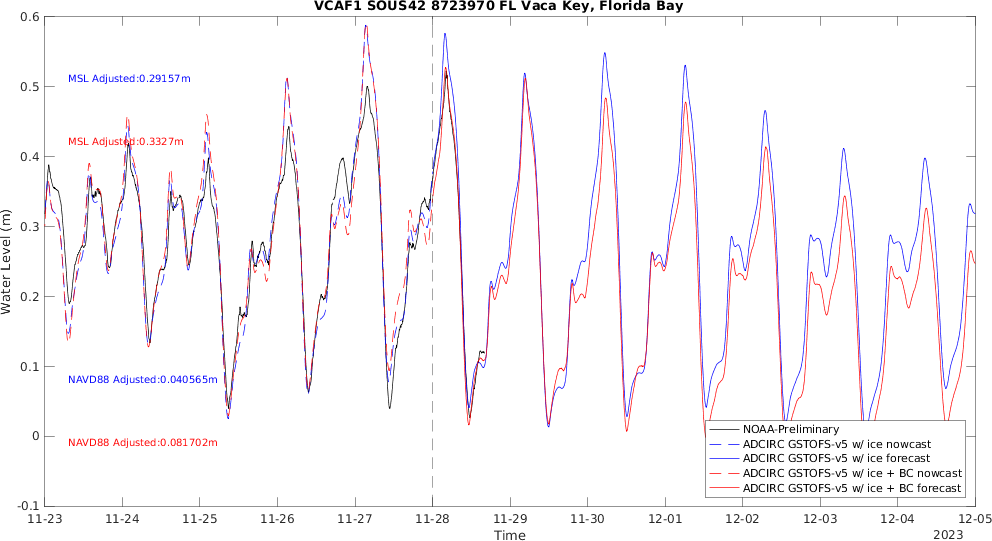 VCAF1 SOUS42 8723970 FL Vaca Key, Florida Bay
0.6
0.5
0.4
0.3
0.2
0.1
0
-0.1
Water Level (m)
MSL Adjusted:0.29157m
MSL Adjusted:0.3327m
NAVD88 Adjusted:0.040565m
NAVD88 Adjusted:0.081702m
NOAA-Preliminary
ADCIRC GSTOFS-v5 w/ ice nowcast
ADCIRC GSTOFS-v5 w/ ice forecast
ADCIRC GSTOFS-v5 w/ ice + BC nowcast
ADCIRC GSTOFS-v5 w/ ice + BC forecast
11-23 11-24 11-25 11-26 11-27 11-28 11-29 11-30 12-01 12-02 12-03 12-04 12-05
Time
2023